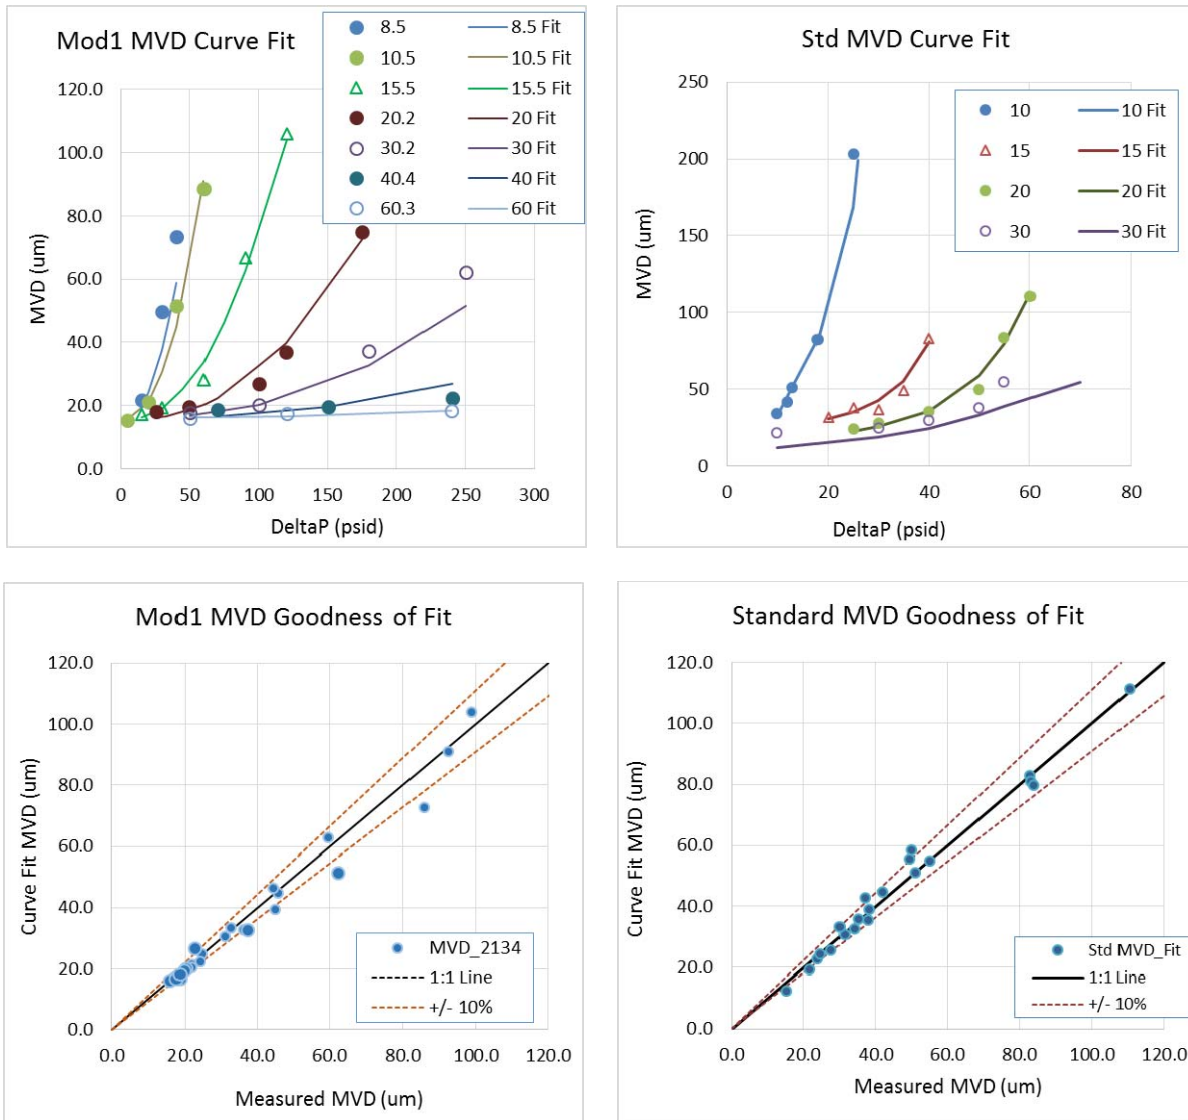 Mod1 MVD Curve Fit
8.5 8.5 Fit
10.5 10.5 Fit
15.5 15.5 Fit
20.2 20 Fit
30.2 30 Fit
40.4 40 Fit
60.3 60 Fit
120.0
100.0
80.0
60.0
40.0
20.0
0.0
MVD (um)
0 50 100 150 200 250 300
DeltaP (psid)
Std MVD Curve Fit
10 10 Fit
15 15 Fit
20 20 Fit
30 30 Fit
250
200
150
100
50
0
MVD (um)
0 20 40 60 80
DeltaP (psid)
Mod1 MVD Goodness of Fit
120.0
100.0
80.0
60.0
40.0
20.0
0.0
Curve Fit MVD (um)
MVD_2134
1:1 Line
+/- 10%
0.0 20.0 40.0 60.0 80.0 100.0 120.0
Measured MVD (um)
Standard MVD Goodness of Fit
120.0
100.0
80.0
60.0
40.0
20.0
0.0
Curve Fit MVD (um)
Std MVD_Fit
1:1 Line
+/- 10%
0.0 20.0 40.0 60.0 80.0 100.0 120.0
Measured MVD (um)